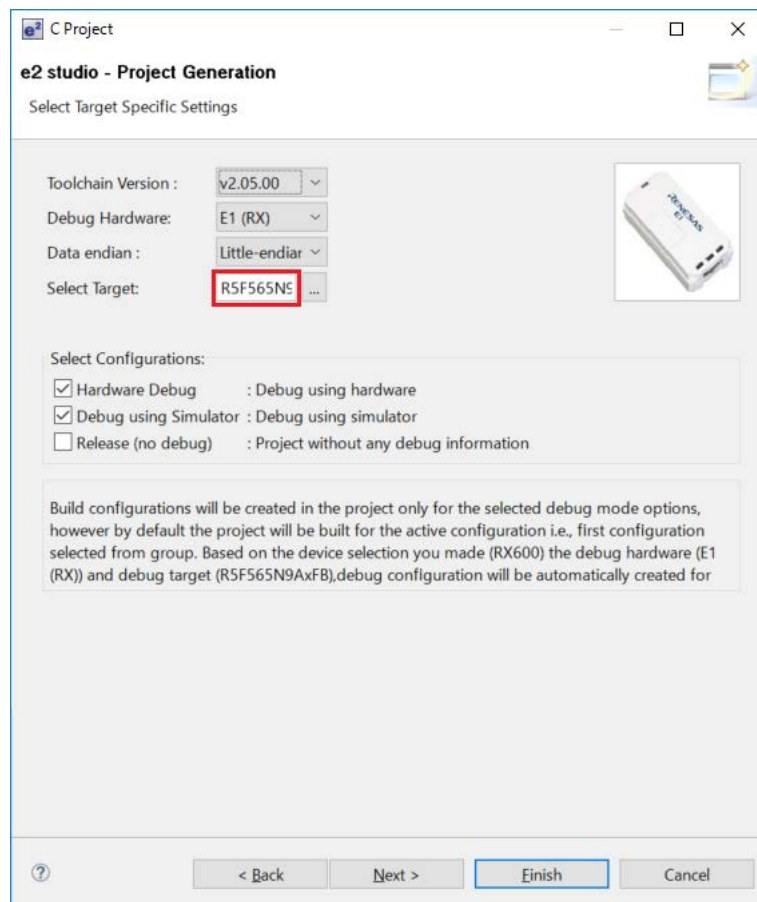 e² C Project
e2 studio - Project Generation
Select Target Specific Settings
Toolchain Version : v2.05.00
Debug Hardware: E1 (RX)
Data endian : Little-endiar
Select Target: R5F565N9 ...
RENESAS
E1
Select Configurations:
Hardware Debug : Debug using hardware
Debug using Simulator : Debug using simulator
Release (no debug) : Project without any debug information
Build configurations will be created in the project only for the selected debug mode options,
however by default the project will be built for the active configuration i.e., first configuration
selected from group. Based on the device selection you made (RX600) the debug hardware (E1
(RX)) and debug target (R5F565N9AxFB),debug configuration will be automatically created for
? < Back Next > Finish Cancel